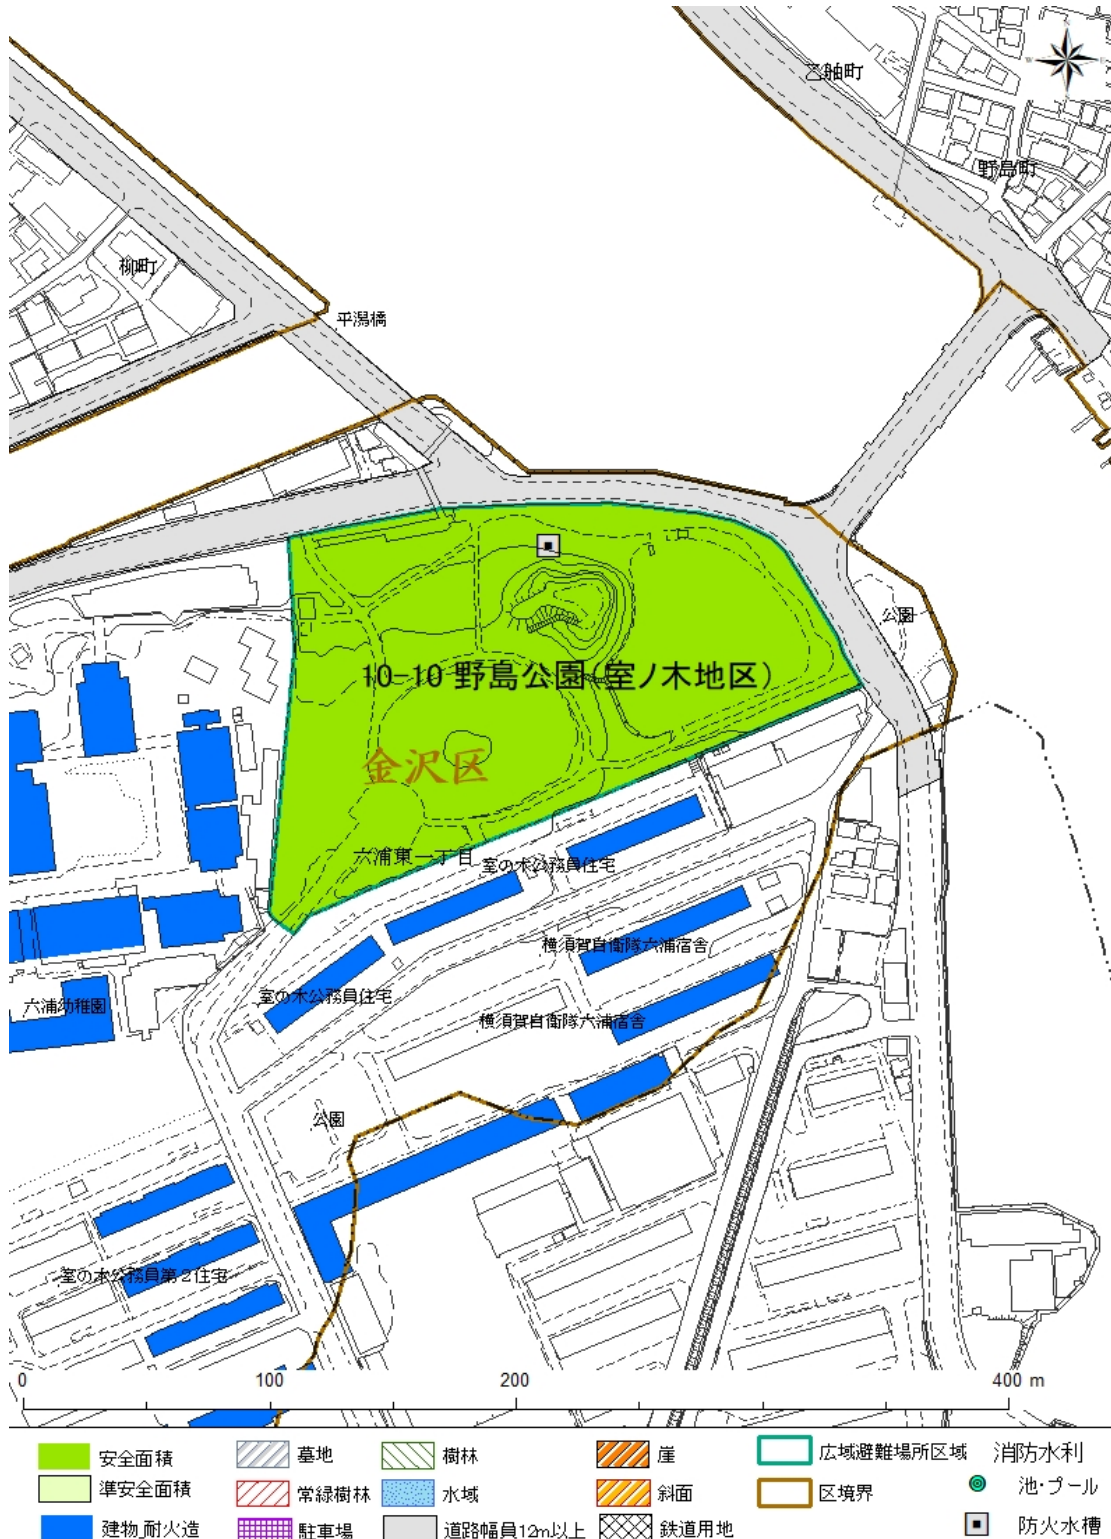 N
W
E
S
乙舳町
野島町
柳町
平潟橋
公園
10-10 野島公園(室ノ木地区)
金沢区
六浦東一丁目
室の木公務員住宅
横須賀自衛隊六浦宿舎
室の木公務員住宅
六浦幼稚園
横須賀自衛隊六浦宿舎
公園
室の木公務員第2住宅
0 100 200 400 m
安全面積 墓地 樹林 崖 広域避難場所区域 消防水利
準安全面積 常緑樹林 水域 斜面 区境界 池・プール
建物_耐火造 駐車場 道路幅員12m以上 鉄道用地 防火水槽